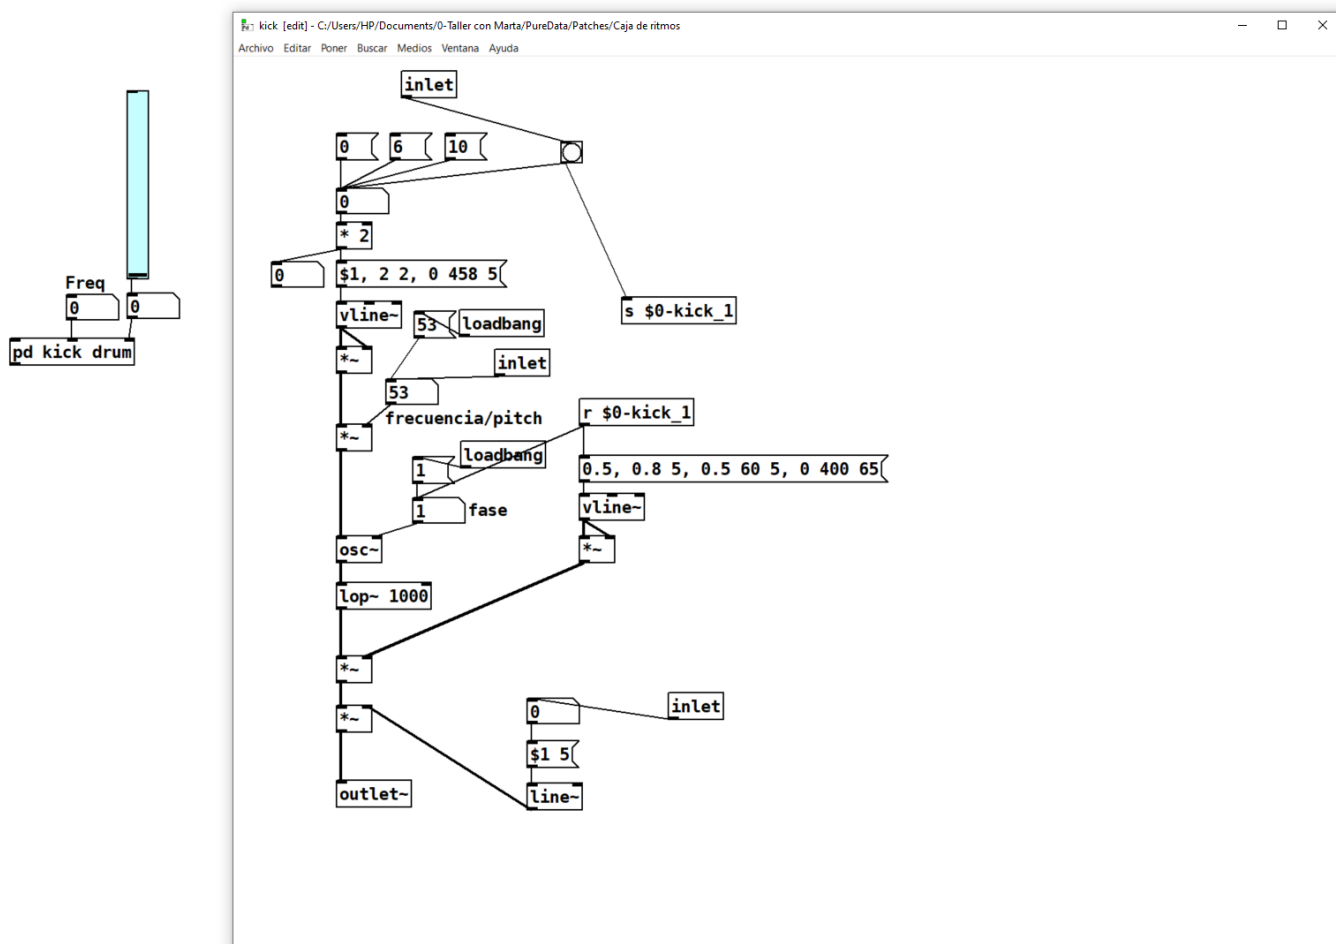 kick [edit] - C:/Users/HP/Documents/0-Taller con Marta/PureData/Patches/Caja de ritmos
Archivo Editar Poner Buscar Medios Ventana Ayuda
inlet
0 6 10
0
* 2
0
$1, 2 2, 0 458 5
s $0-kick_1
Freq
0
0
pd kick drum
vline~
53
loadbang
*~
inlet
53
frecuencia/pitch
r $0-kick_1
*~
loadbang
1
0.5, 0.8 5, 0.5 60 5, 0 400 65
1
fase
vline~
osc~
*~
lop~ 1000
*~
*~
0
inlet
$1 5
outlet~
line~